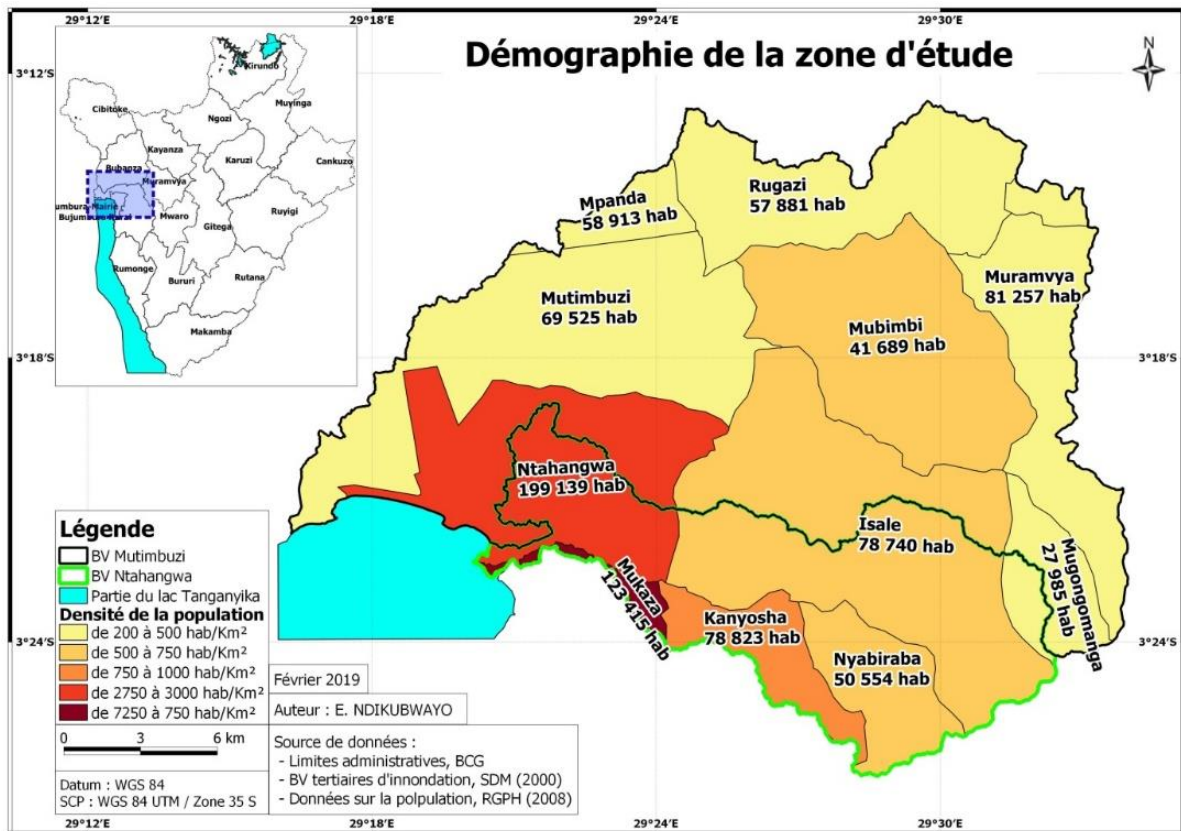 29°12'E
29°18'E
29°24'E
29°30'E
Démographie de la zone d'étude
N
3°12'S
3°12'S
Kirundo
Muyinga
Cibitoke
Ngozi
Kayanza
Karuzi
Cankuzo
Bubanza
Muramvya
umbura-Mairie
Bujumbura Rural
Mwaro
Gitega
Ruyigi
Rumonge
Bururi
Rutana
Makamba
Mpanda
58 913 hab
Rugazi
57 881 hab
Mutimbuzi
69 525 hab
Muramvya
81 257 hab
Mubimbi
41 689 hab
3°18'S
3°18'S
Ntahangwa
199 139 hab
Isale
78 740 hab
Mugongomanga
27 985 hab
Mukaza
123 415 hab
Kanyosha
78 823 hab
Nyabiraba
50 554 hab
3°24'S
3°24'S
Légende
BV Mutimbuzi
BV Ntahangwa
Partie du lac Tanganyika
Densité de la population
de 200 à 500 hab/Km²
de 500 à 750 hab/Km²
de 750 à 1000 hab/Km²
de 2750 à 3000 hab/Km²
de 7250 à 750 hab/Km²
0 3 6 km
Datum : WGS 84
SCP : WGS 84 UTM / Zone 35 S
Février 2019
Auteur : E. NDIKUBWAYO
Source de données :
- Limites administratives, BCG
- BV tertiaires d'innondation, SDM (2000)
- Données sur la polpulation, RGPH (2008)
29°12'E
29°18'E
29°24'E
29°30'E